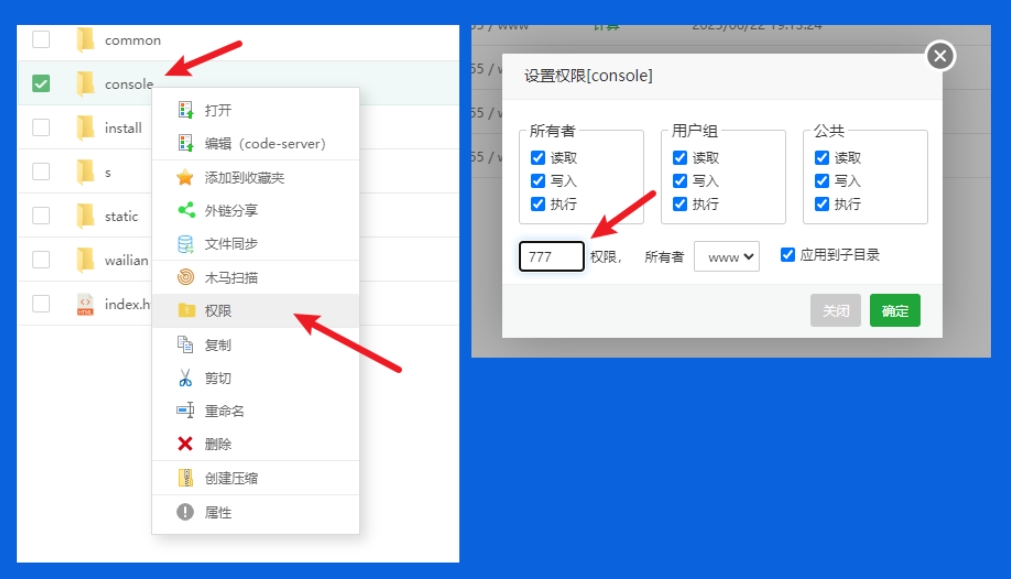 common
console
install
s
static
wailian
index.h
打开
编辑（code-server）
添加到收藏夹
外链分享
文件同步
木马扫描
权限
复制
剪切
重命名
删除
创建压缩
属性
55 / www
计算
55 / w
55 / w
55 / w
设置权限[console]
所有者
读取
写入
执行
用户组
读取
写入
执行
公共
读取
写入
执行
777 权限， 所有者 www 应用到子目录
关闭 确定